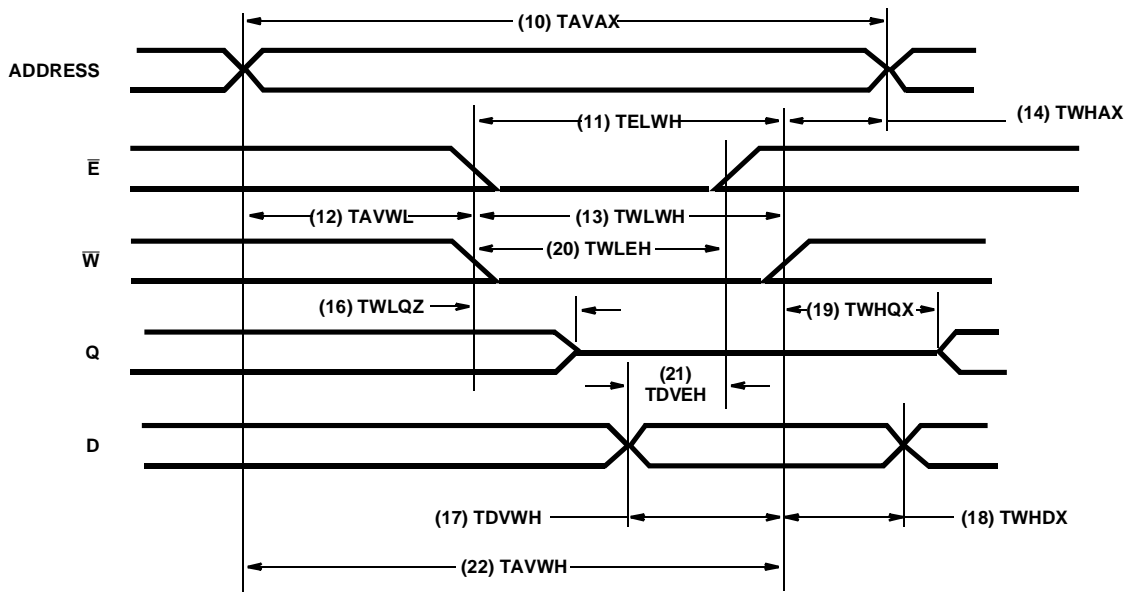 (10) TAVAX
ADDRESS
(11) TELWH
(14) TWHAX
E̅
(12) TAVWL
(13) TWLWH
(20) TWLEH
W̅
(16) TWLQZ
(19) TWHQX
Q
(21)
TDVEH
D
(17) TDVWH
(18) TWHDX
(22) TAVWH